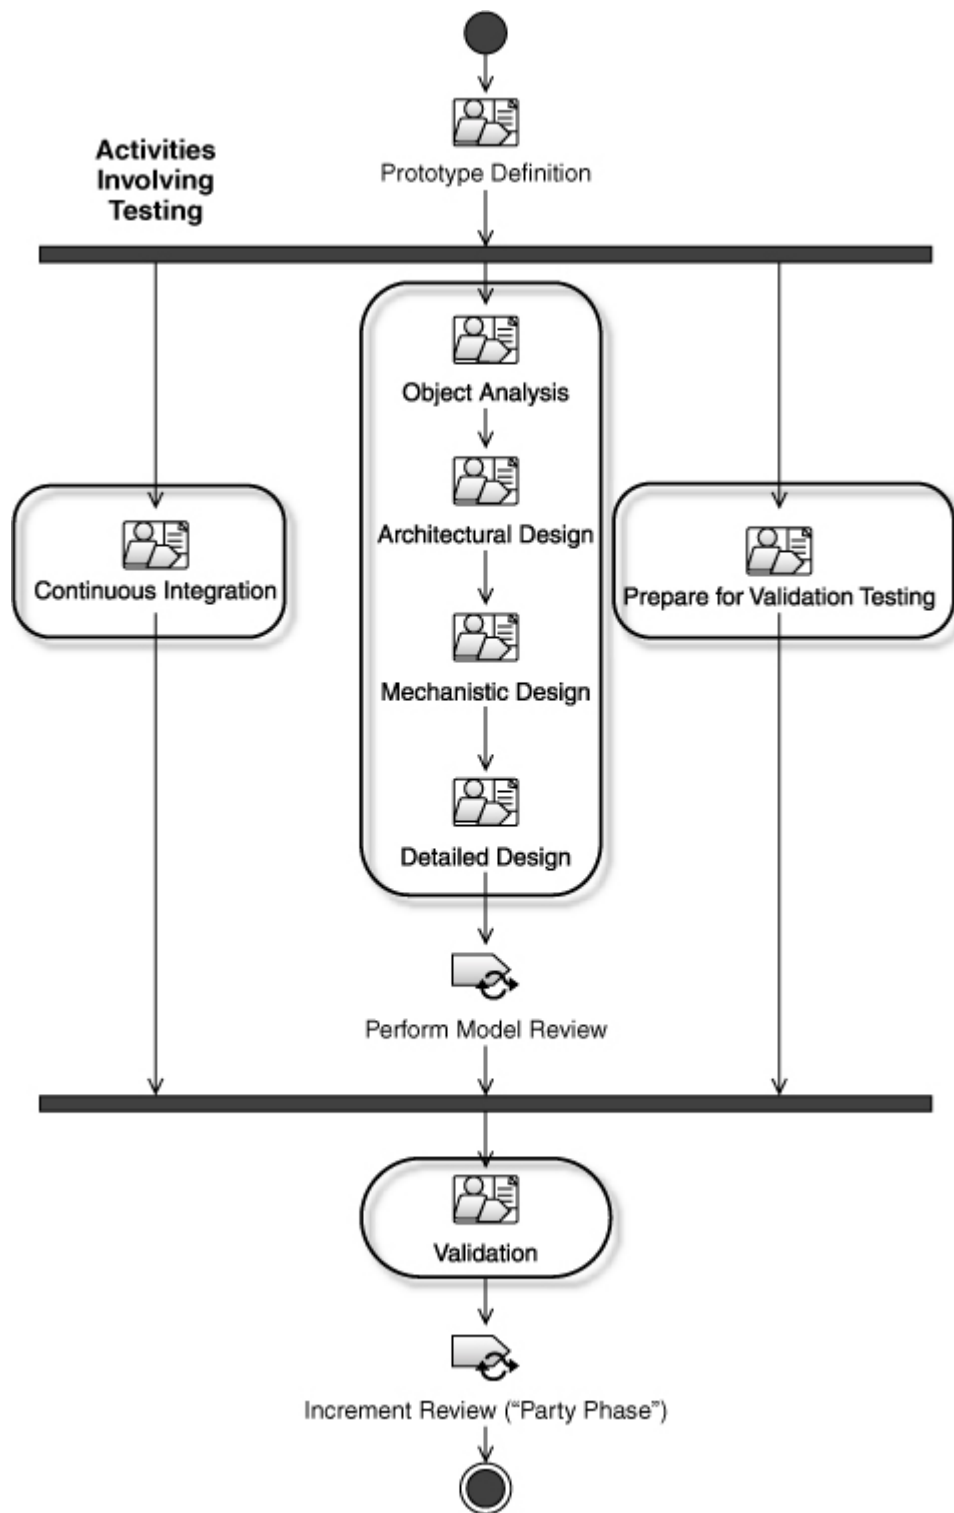 Prototype Definition
Activities
Involving
Testing
Object Analysis
Architectural Design
Continuous Integration
Prepare for Validation Testing
Mechanistic Design
Detailed Design
Perform Model Review
Validation
Increment Review (“Party Phase”)